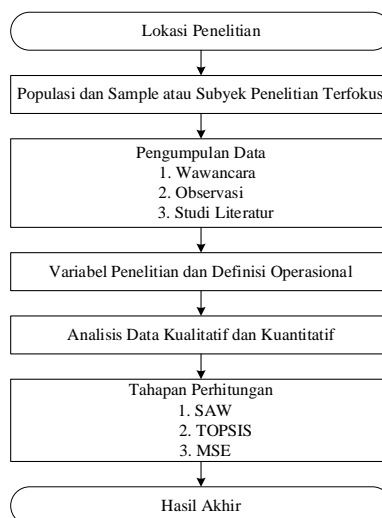 Lokasi Penelitian
Populasi dan Sample atau Subyek Penelitian Terfokus
Pengumpulan Data
1. Wawancara
2. Observasi
3. Studi Literatur
Variabel Penelitian dan Definisi Operasional
Analisis Data Kualitatif dan Kuantitatif
Tahapan Perhitungan
1. SAW
2. TOPSIS
3. MSE
Hasil Akhir